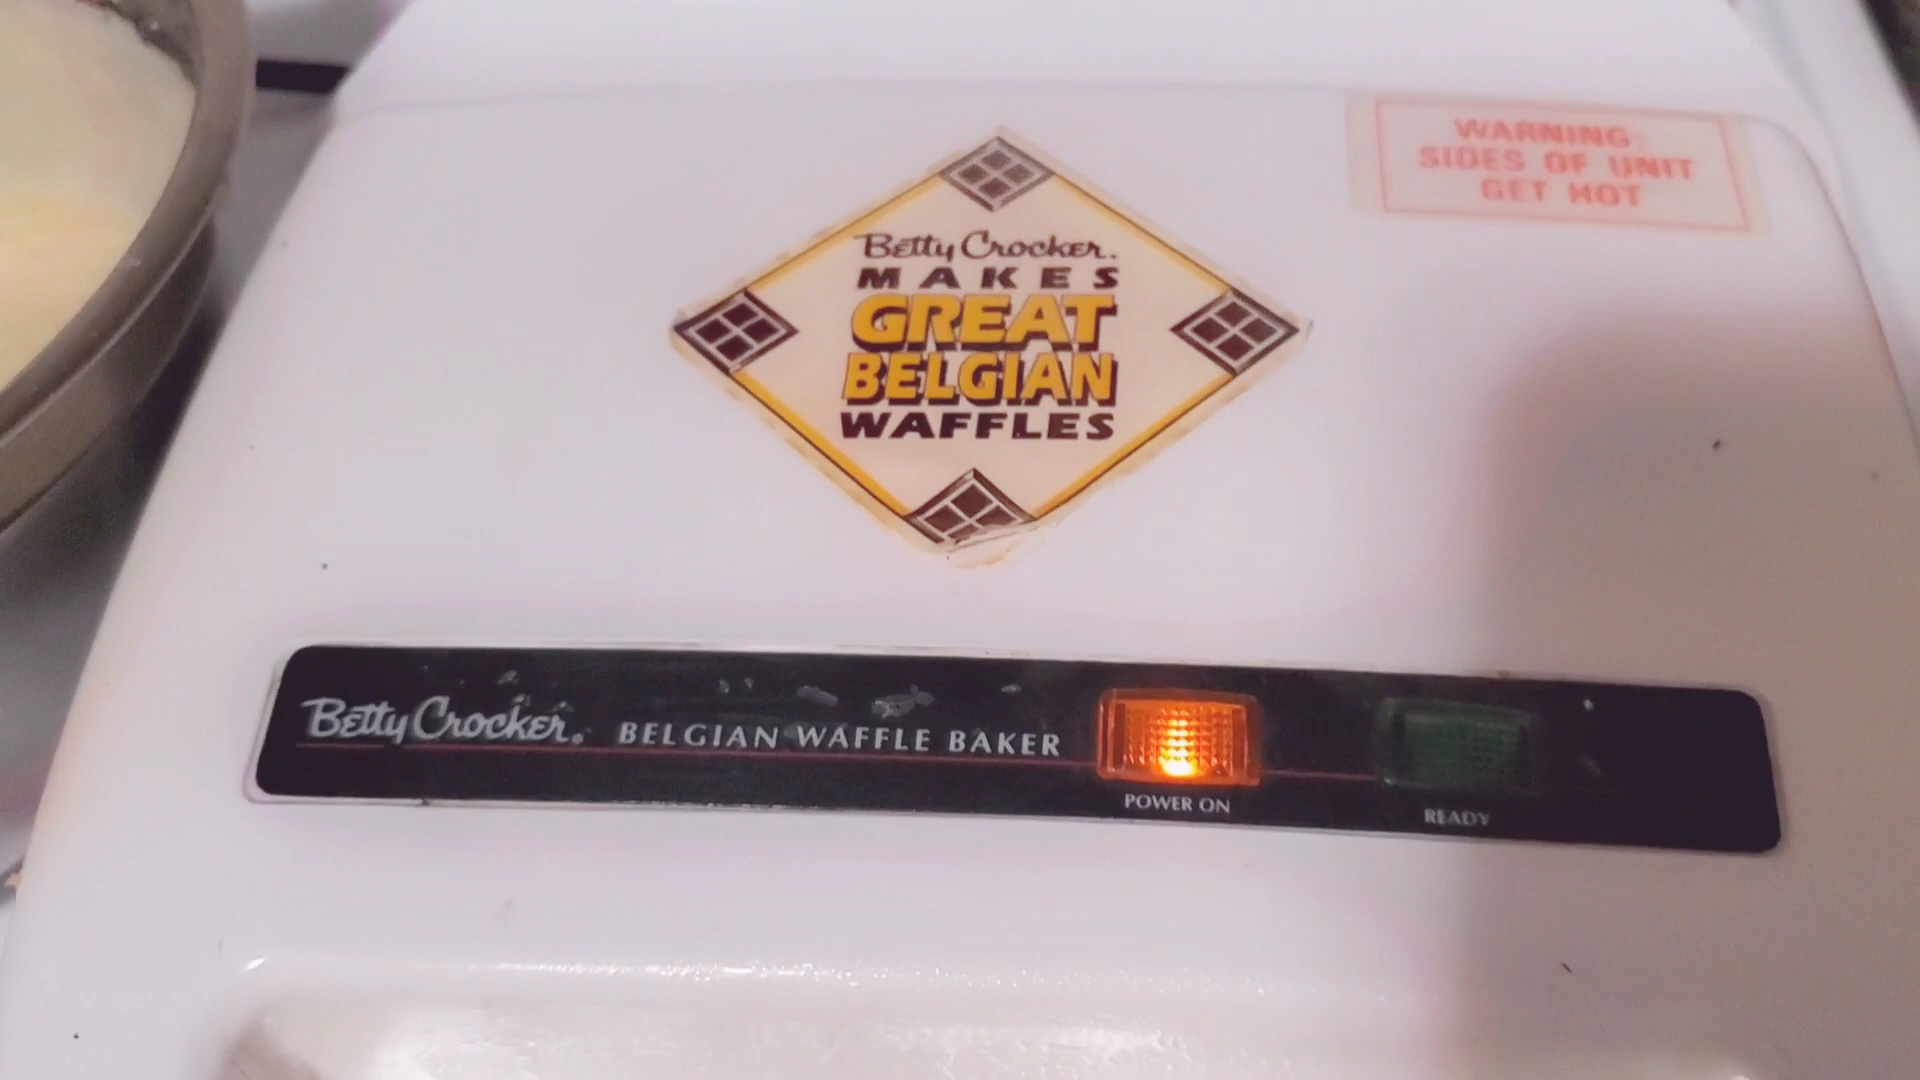 WARNING:
SIDES OF UNIT
GET HOT
Betty Crocker.
MAKES
GREAT
BELGIAN
WAFFLES
Betty Crocker. BELGIAN WAFFLE BAKER
POWER ON
READY